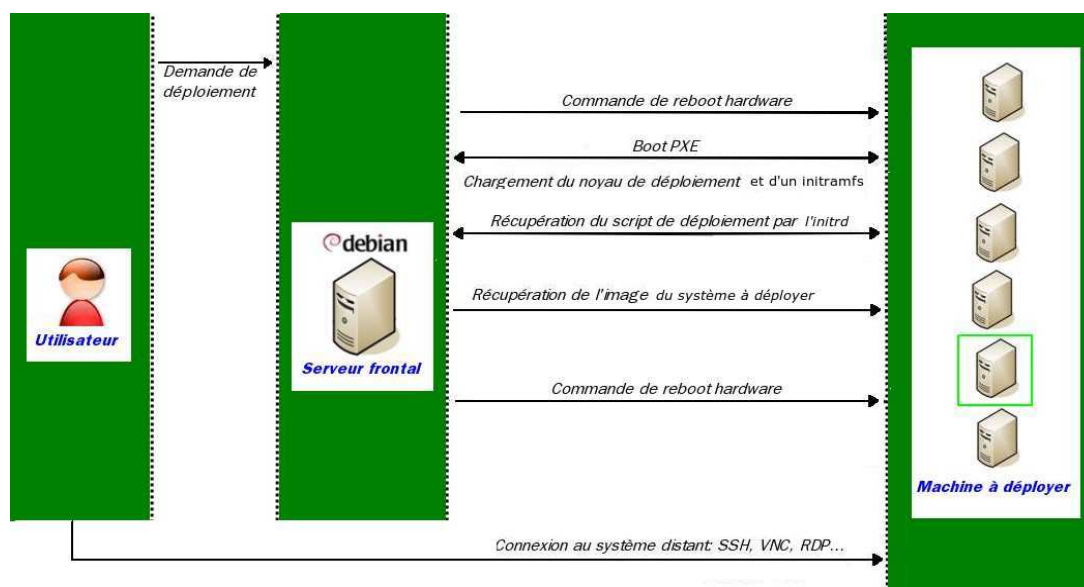 Demande de
déploiement
Commande de reboot hardware
Boot PXE
Chargement du noyau de déploiement et d'un initramfs
Récupération du script de déploiement par l'initrd
debian
Récupération de l'image du système à déployer
Utilisateur
Serveur frontal
Commande de reboot hardware
Machine à déployer
Connexion au système distant: SSH, VNC, RDP...